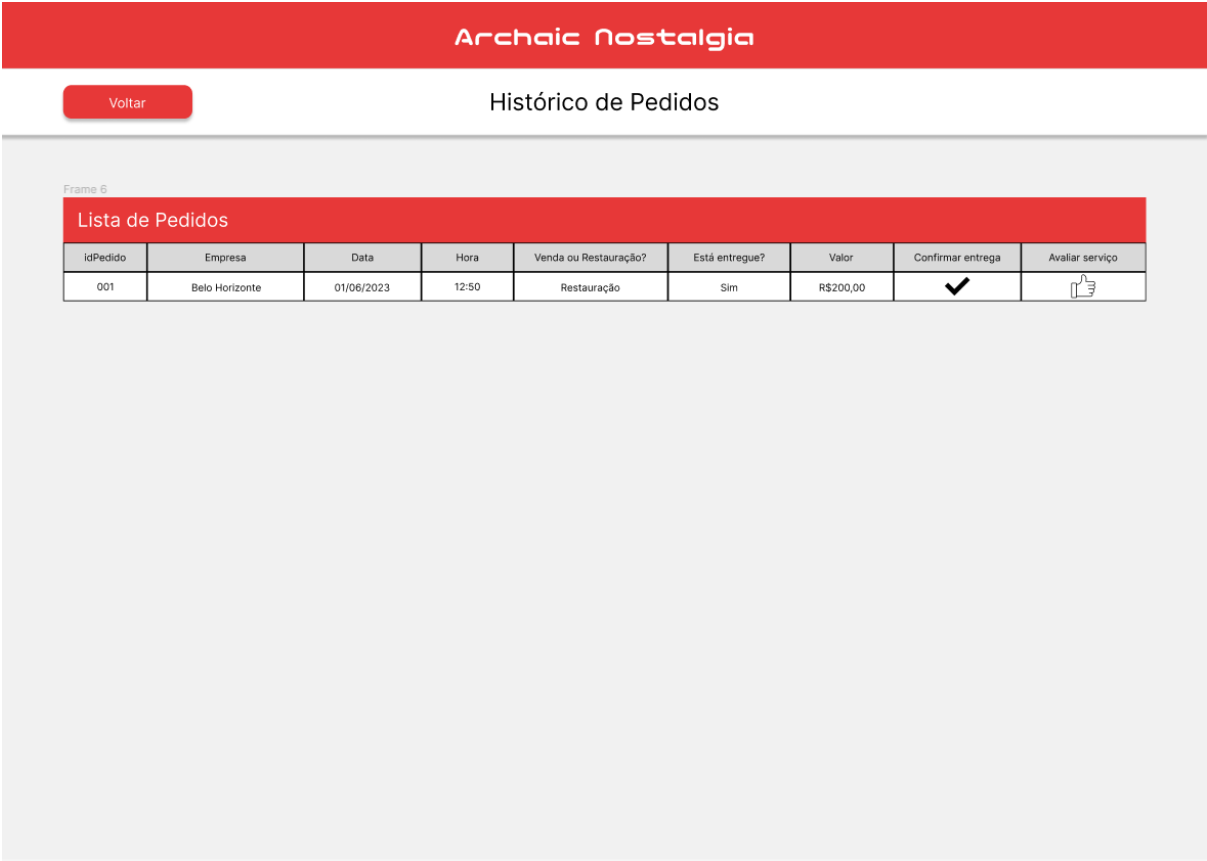 Archaic Nostalgia
Voltar
Histórico de Pedidos
Frame 6
Lista de Pedidos
idPedido Empresa Data Hora Venda ou Restauração? Está entregue? Valor Confirmar entrega Avaliar serviço
001 Belo Horizonte 01/06/2023 12:50 Restauração Sim R$200,00